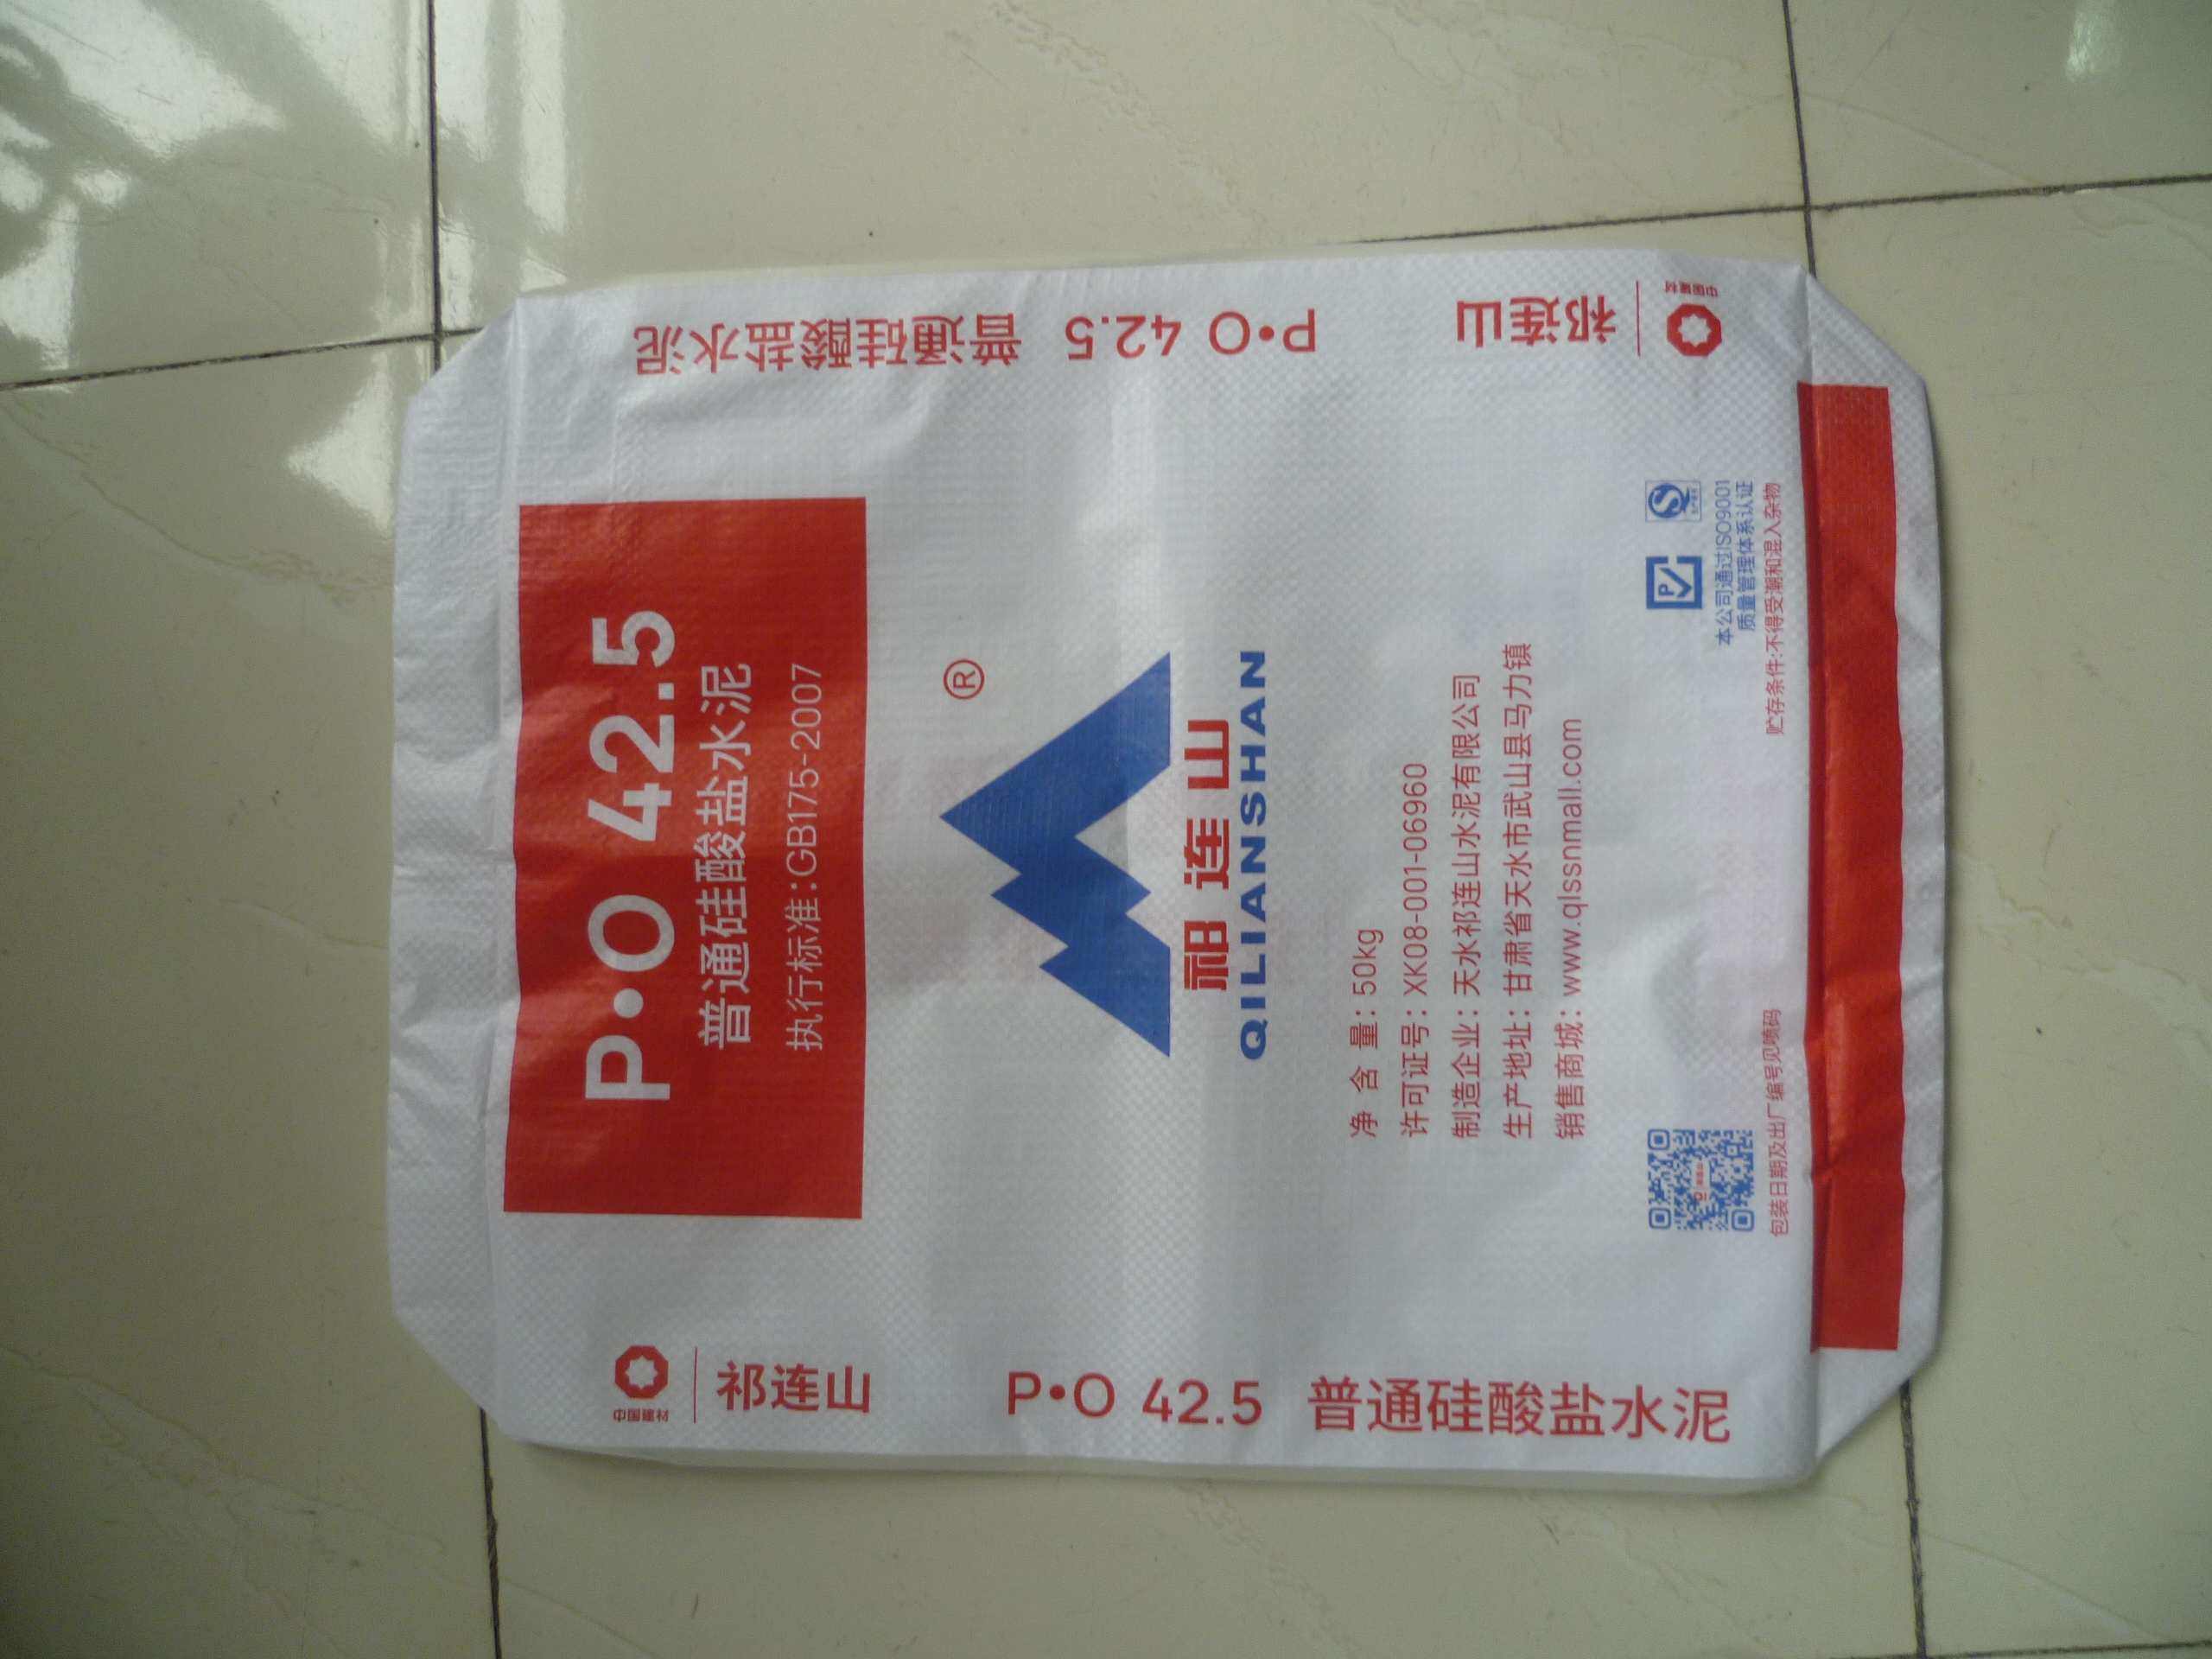 P•O 42.5
普通硅酸盐水泥
执行标准:GB175-2007
®
祁连山
QILIANSHAN
净含量: 50kg
许可证号: XK08-001-06960
制造企业: 天水祁连山水泥有限公司
生产地址: 甘肃省天水市武山县马力镇
销售商城: www.qlssnmall.com
P
S
本公司通过ISO9001
质量管理体系认证
包装日期及出厂编号见喷码
贮存条件:不得受潮和混入杂物
中国建材
祁连山
P•O 42.5 普通硅酸盐水泥
中国建材
祁连山
P•O 42.5 普通硅酸盐水泥